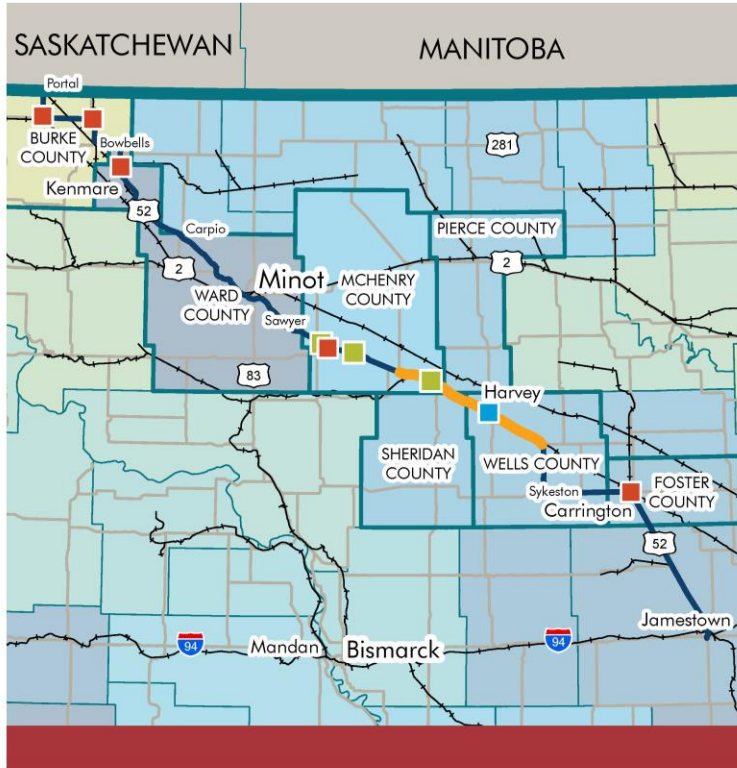 SASKATCHEWAN
MANITOBA
Portal
BURKE
COUNTY
Bowbells
281
Kenmare
52
PIERCE COUNTY
Carpio
2
2
Minot
MCHENRY
COUNTY
WARD
COUNTY
Sawyer
83
Harvey
SHERIDAN
COUNTY
WELLS COUNTY
Sykeston
FOSTER
COUNTY
Carrington
52
Jamestown
94
Mandan
Bismarck
94